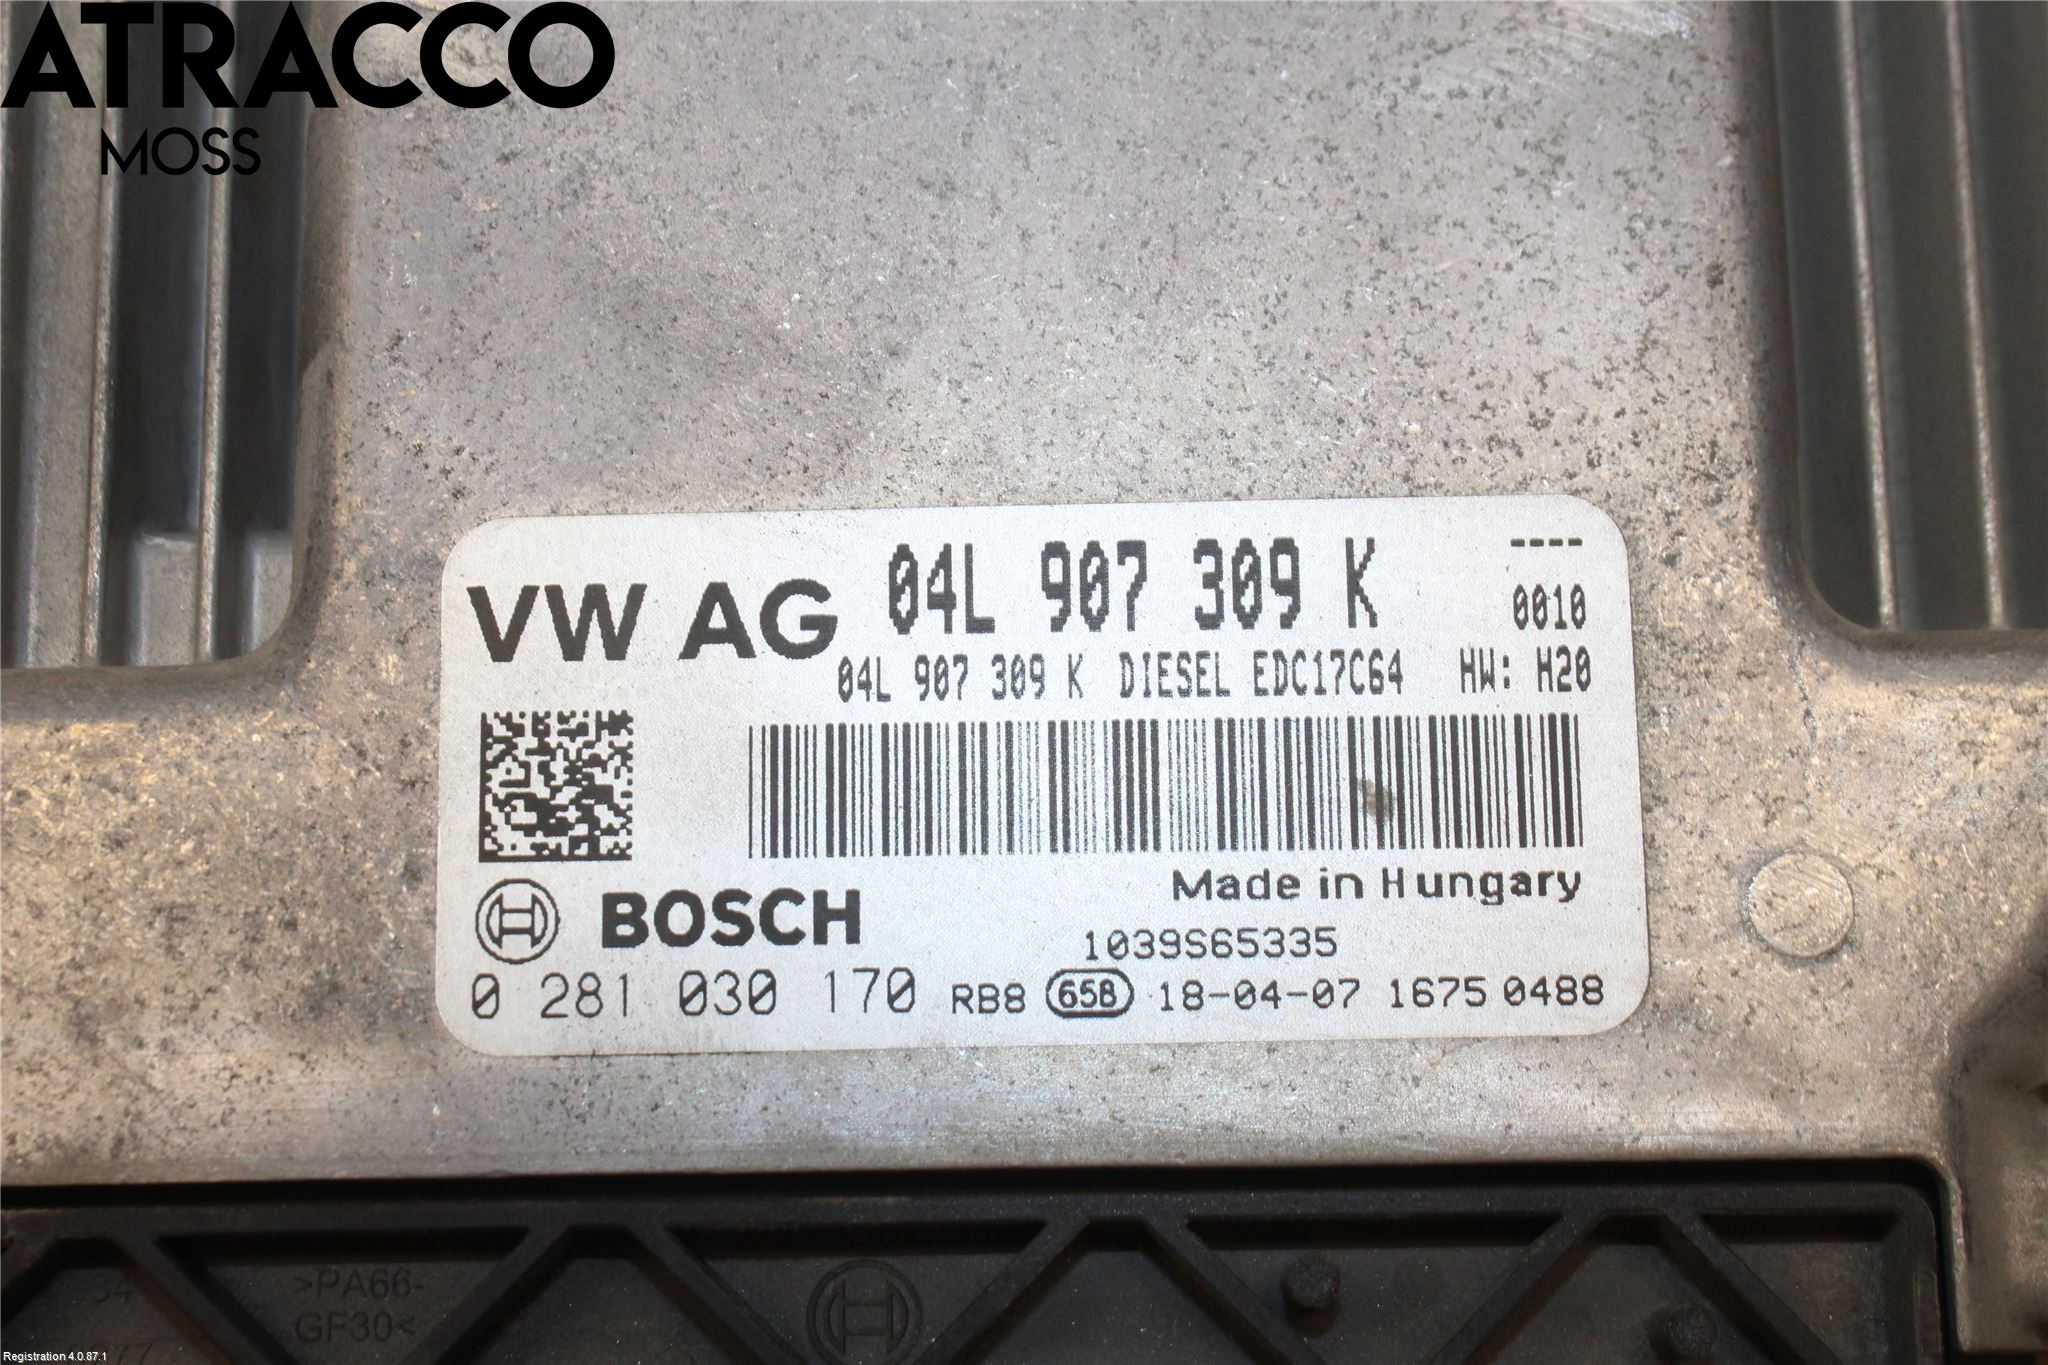 ATRACCO
MOSS
VW AG 04L 907 309 K ----
0010
04L 907 309 K DIESEL EDC17C64 HW: H20
Made in Hungary
BOSCH
1039S65335
0 281 030 170 RB8 65B 18-04-07 1675 0488
>PA66-
GF30<
Registration 4.0.87.1